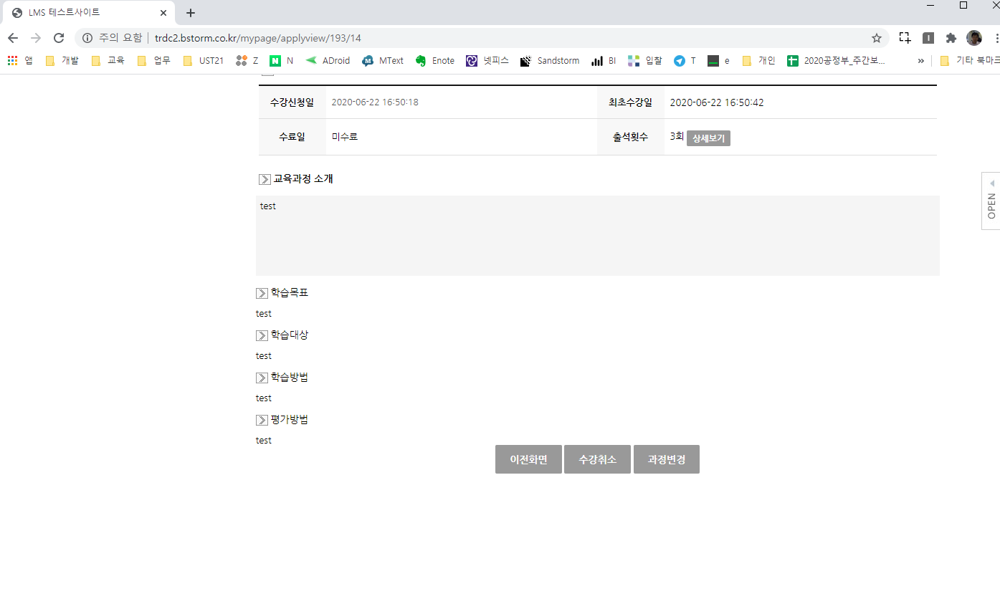 LMS 테스트사이트
주의 요함 trdc2.bstorm.co.kr/mypage/applyview/193/14
앱 개발 교육 업무 UST21 Z N ADroid MText Enote 넷피스 Sandstorm BI 입찰 T e 개인 2020공정부_주간보... » 기타 북마크
수강신청일 2020-06-22 16:50:18 최초수강일 2020-06-22 16:50:42
수료일 미수료 출석횟수 3회 상세보기
교육과정 소개
test
OPEN
학습목표
test
학습대상
test
학습방법
test
평가방법
test
이전화면 수강취소 과정변경